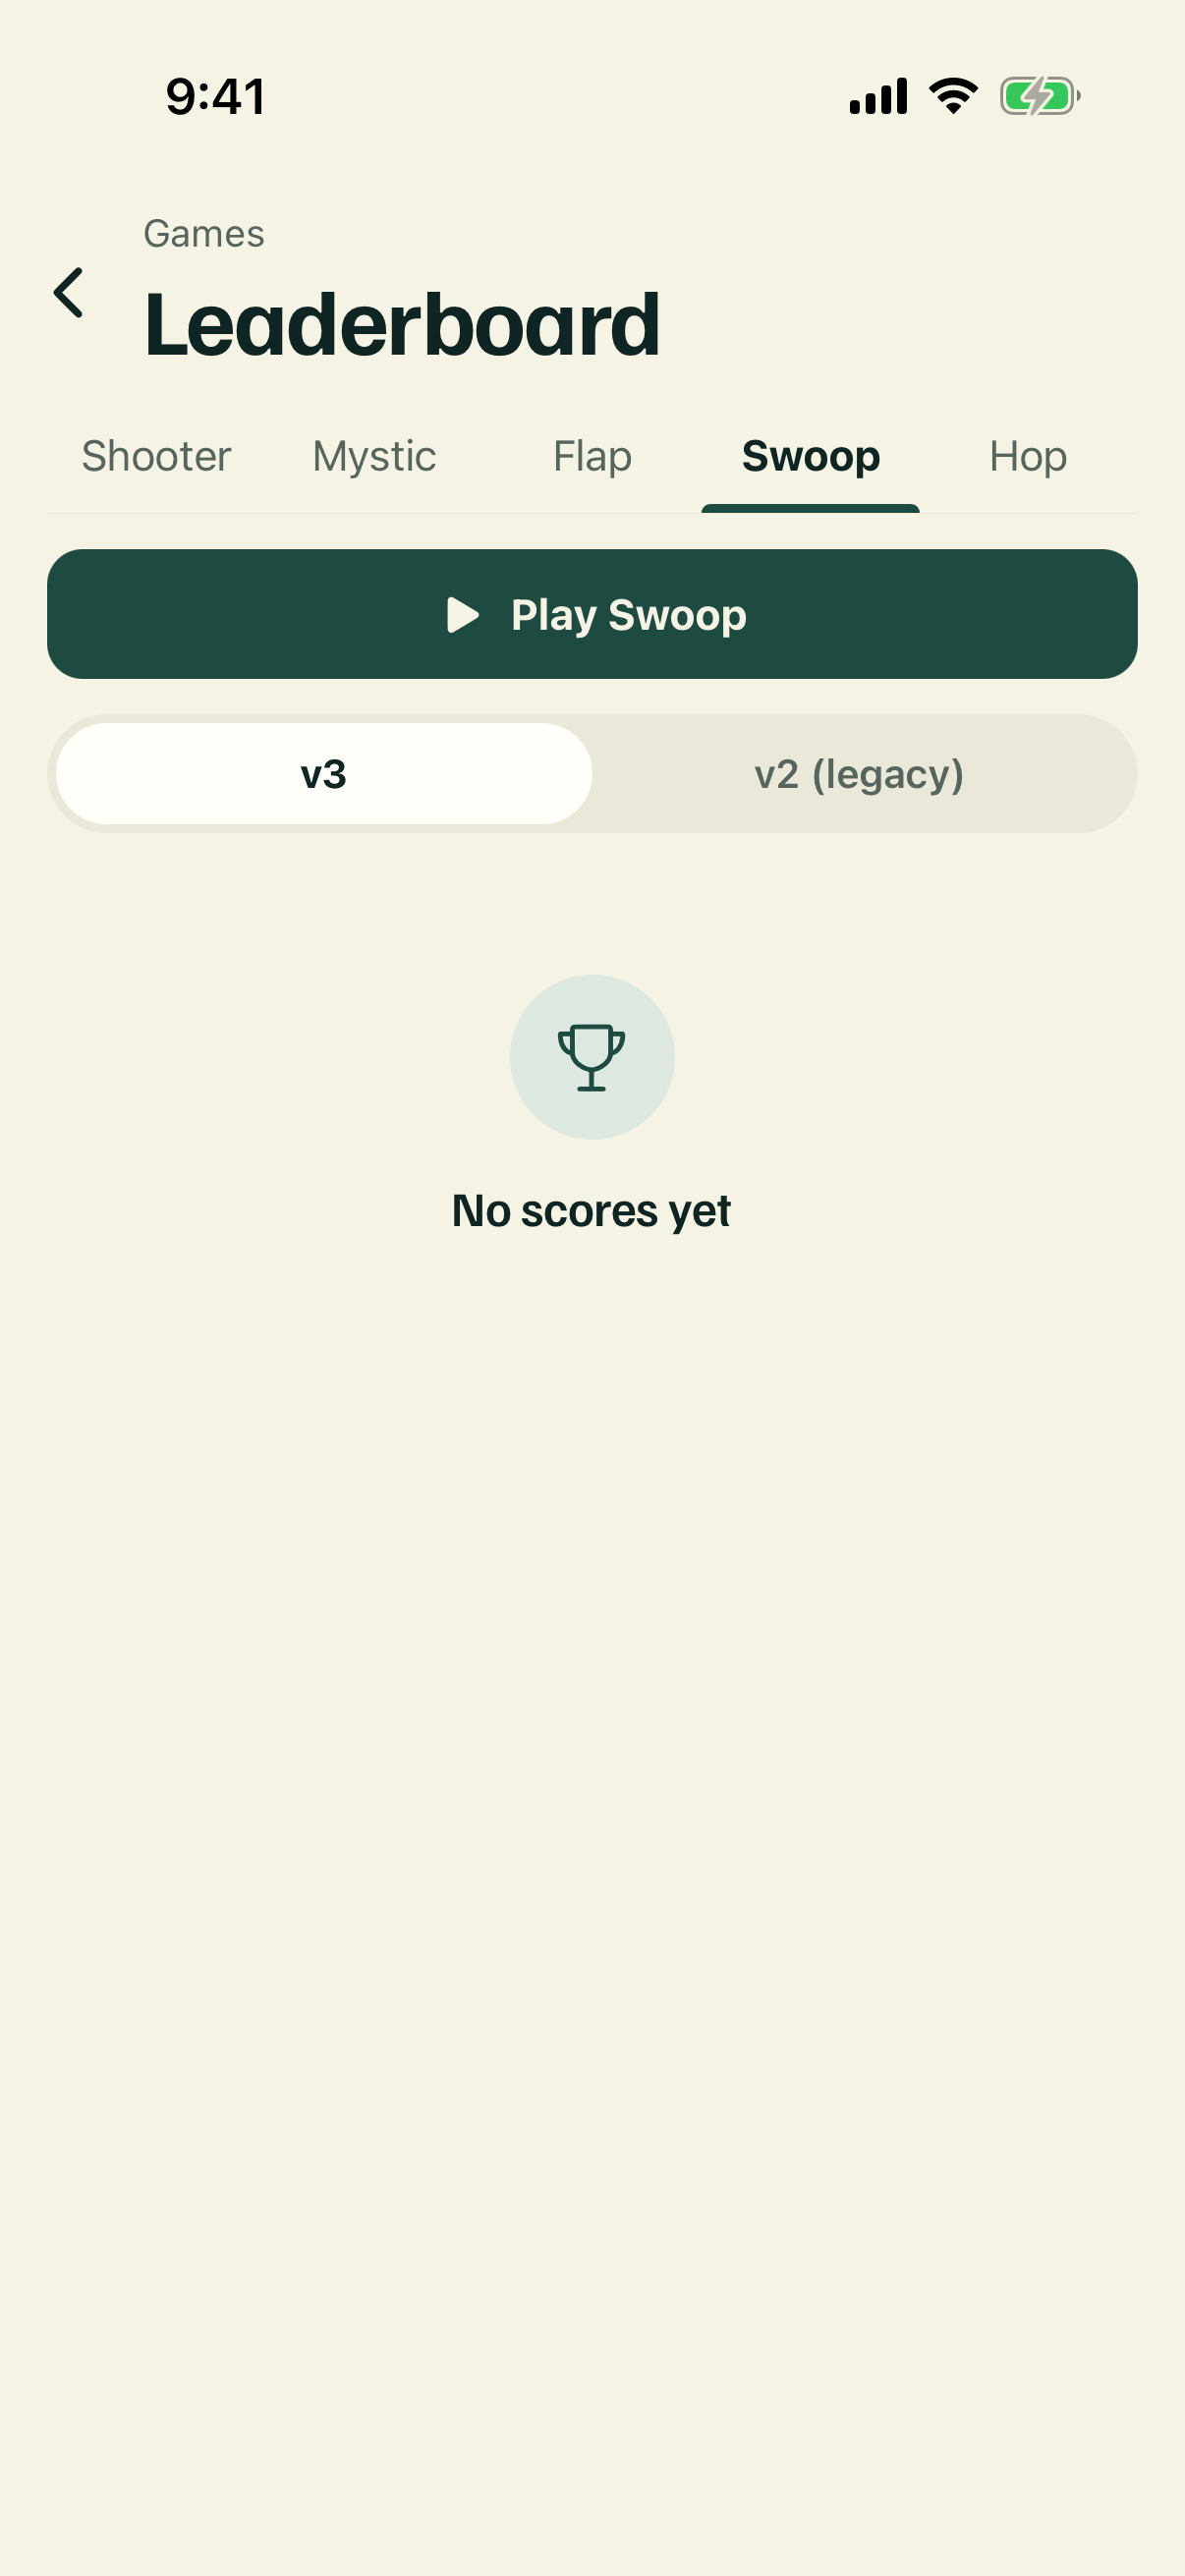 9:41
Games
Leaderboard
Shooter Mystic Flap Swoop Hop
Play Swoop
v3 v2 (legacy)
No scores yet